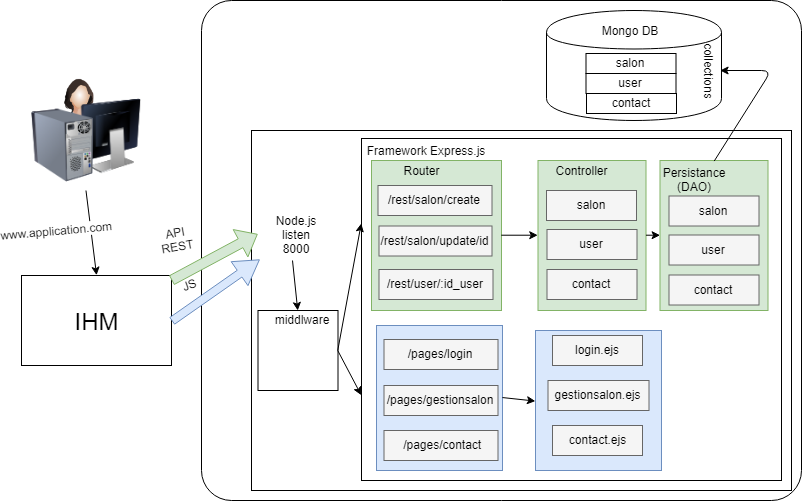 Mongo DB
salon
user
contact
collections
www.application.com
IHM
API
REST
JS
Node.js
listen
8000
middlware
Framework Express.js
Router
/rest/salon/create
/rest/salon/update/id
/rest/user/:id_user
Controller
salon
user
contact
Persistance
(DAO)
salon
user
contact
/pages/login
/pages/gestionsalon
/pages/contact
login.ejs
gestionsalon.ejs
contact.ejs